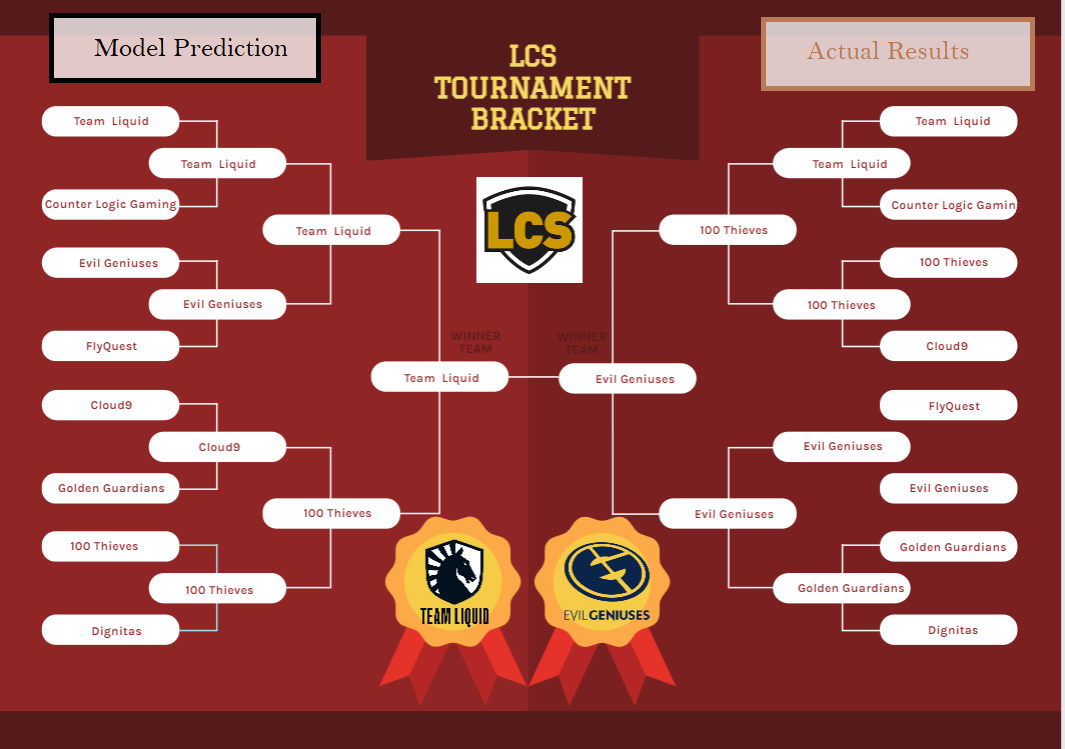 Model Prediction
LCS
TOURNAMENT
BRACKET
Actual Results
Team Liquid
Team Liquid
Counter Logic Gaming
Team Liquid
Evil Geniuses
Evil Geniuses
FlyQuest
WINNER
TEAM
Team Liquid
Cloud9
Cloud9
Golden Guardians
100 Thieves
100 Thieves
100 Thieves
Dignitas
LCS
TEAM LIQUID
EVIL GENIUSES
Team Liquid
Team Liquid
Counter Logic Gamin
100 Thieves
100 Thieves
100 Thieves
Cloud9
WINNER
TEAM
Evil Geniuses
FlyQuest
Evil Geniuses
Evil Geniuses
Evil Geniuses
Golden Guardians
Golden Guardians
Dignitas